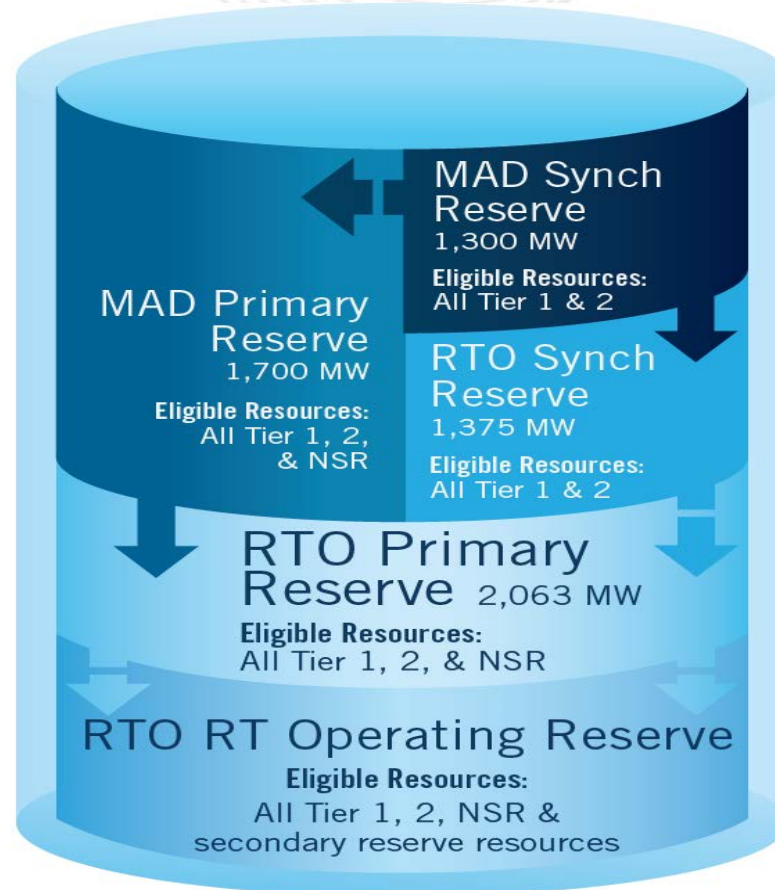 MAD Synch
Reserve
1,300 MW
Eligible Resources:
All Tier 1 & 2
MAD Primary
Reserve
1,700 MW
Eligible Resources:
All Tier 1, 2,
& NSR
RTO Synch
Reserve
1,375 MW
Eligible Resources:
All Tier 1 & 2
RTO Primary
Reserve 2,063 MW
Eligible Resources:
All Tier 1, 2, & NSR
RTO RT Operating Reserve
Eligible Resources:
All Tier 1, 2, NSR &
secondary reserve resources